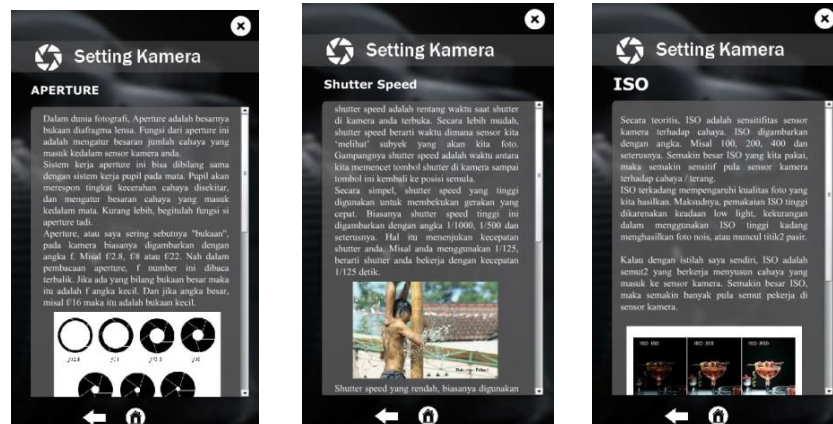 Setting Kamera
APERTURE
Dalam dunia fotografi, Aperture adalah besarnya
bukaan diafragma lensa. Fungsi dari aperture ini
adalah mengatur besaran jumlah cahaya yang
masuk kedalam sensor kamera anda.
Sistem kerja aperture ini bisa dibilang sama
dengan sistem kerja pupil pada mata. Pupil akan
merespon tingkat kecerahan cahaya disekitar,
dan mengatur besaran cahaya yang masuk
kedalam mata. Kurang lebih, begitulah fungsi si
aperture tadi.
Aperture, atau saya sering sebutnya "bukaan",
pada kamera biasanya digambarkan dengan
angka f. Misal f/2.8, f/8 atau f/22. Nah dalam
pembacaan aperture, f number ini dibaca
terbalik. Jika ada yang bilang bukaan besar maka
itu adalah f angka kecil. Dan jika angka besar,
misal f/16 maka itu adalah bukaan kecil.
Setting Kamera
Shutter Speed
shutter speed adalah rentang waktu saat shutter
di kamera anda terbuka. Secara lebih mudah,
shutter speed berarti waktu dimana sensor kita
'melihat' subyek yang akan kita foto.
Gampangnya shutter speed adalah waktu antara
kita memencet tombol shutter di kamera sampai
tombol ini kembali ke posisi semula.
Secara simpel, shutter speed yang tinggi
digunakan untuk membekukan gerakan yang
cepat. Biasanya shutter speed tinggi ini
digambarkan dengan angka 1/1000, 1/500 dan
seterusnya. Hal itu menenjukan kecepatan
shutter anda. Misal anda menggunakan 1/125,
berarti shutter anda bekerja dengan kecepatan
1/125 detik.
Shutter speed yang rendah, biasanya digunakan
Setting Kamera
ISO
Secara teoritis, ISO adalah sensitifitas sensor
kamera terhadap cahaya. ISO digambarkan
dengan angka. Misal 100, 200, 400 dan
seterusnya. Semakin besar ISO yang kita pakai,
maka semakin sensitif pula sensor kamera
terhadap cahaya / terang.
ISO terkadang mempengaruhi kualitas foto yang
kita hasilkan. Maksudnya, pemakaian ISO tinggi
dikarenakan keadaan low light, kekurangan
dalam menggunakan ISO tinggi kadang
menghasilkan foto nois, atau muncul titik2 pasir.
Kalau dengan istilah saya sendiri, ISO adalah
semut2 yang berkerja menyusun cahaya yang
masuk ke sensor kamera. Semakin besar ISO,
maka semakin banyak pula semut pekerja di
sensor kamera.
ISO 100 ISO 200 ISO